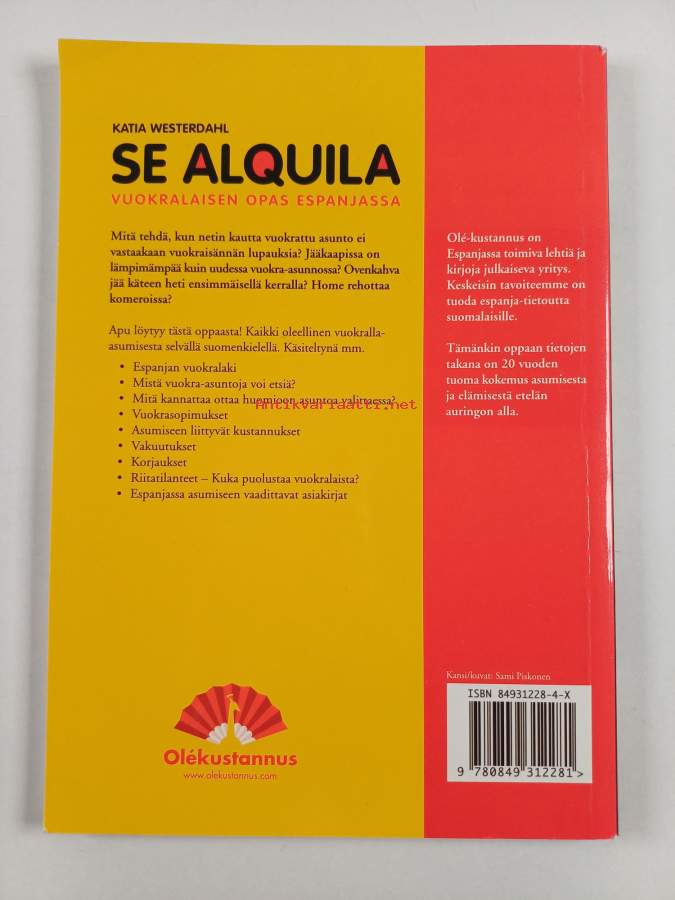 KATIA WESTERDAHL
SE ALQUILA
VUOKRALAISEN OPAS ESPANJASSA
Mitä tehdä, kun netin kautta vuokrattu asunto ei
vastaakaan vuokraisännän lupauksia? Jääkaapissa on
lämpimämpää kuin uudessa vuokra-asunnossa? Ovenkahva
jää käteen heti ensimmäisellä kerralla? Home rehottaa
komeroissa?
Apu löytyy tästä oppaasta! Kaikki oleellinen vuokralla-
asumisesta selvällä suomenkielellä. Käsiteltynä mm.
• Espanjan vuokralaki
• Mistä vuokra-asuntoja voi etsiä?
• Mitä kannattaa ottaa huomioon asuntoa valittaessa?
• Vuokrasopimukset
• Asumiseen liittyvät kustannukset
• Vakuutukset
• Korjaukset
• Riitatilanteet – Kuka puolustaa vuokralaista?
• Espanjassa asumiseen vaadittavat asiakirjat
Antikvariaatti.net
Olékustannus
www.olekustannus.com
Olé-kustannus on
Espanjassa toimiva lehtiä ja
kirjoja julkaiseva yritys.
Keskeisin tavoitteemme on
tuoda espanja-tietoutta
suomalaisille.
Tämänkin oppaan tietojen
takana on 20 vuoden
tuoma kokemus asumisesta
ja elämisestä etelän
auringon alla.
Kansi/kuvat: Sami Piskonen
ISBN 84931228-4-X
9 780849 312281 >